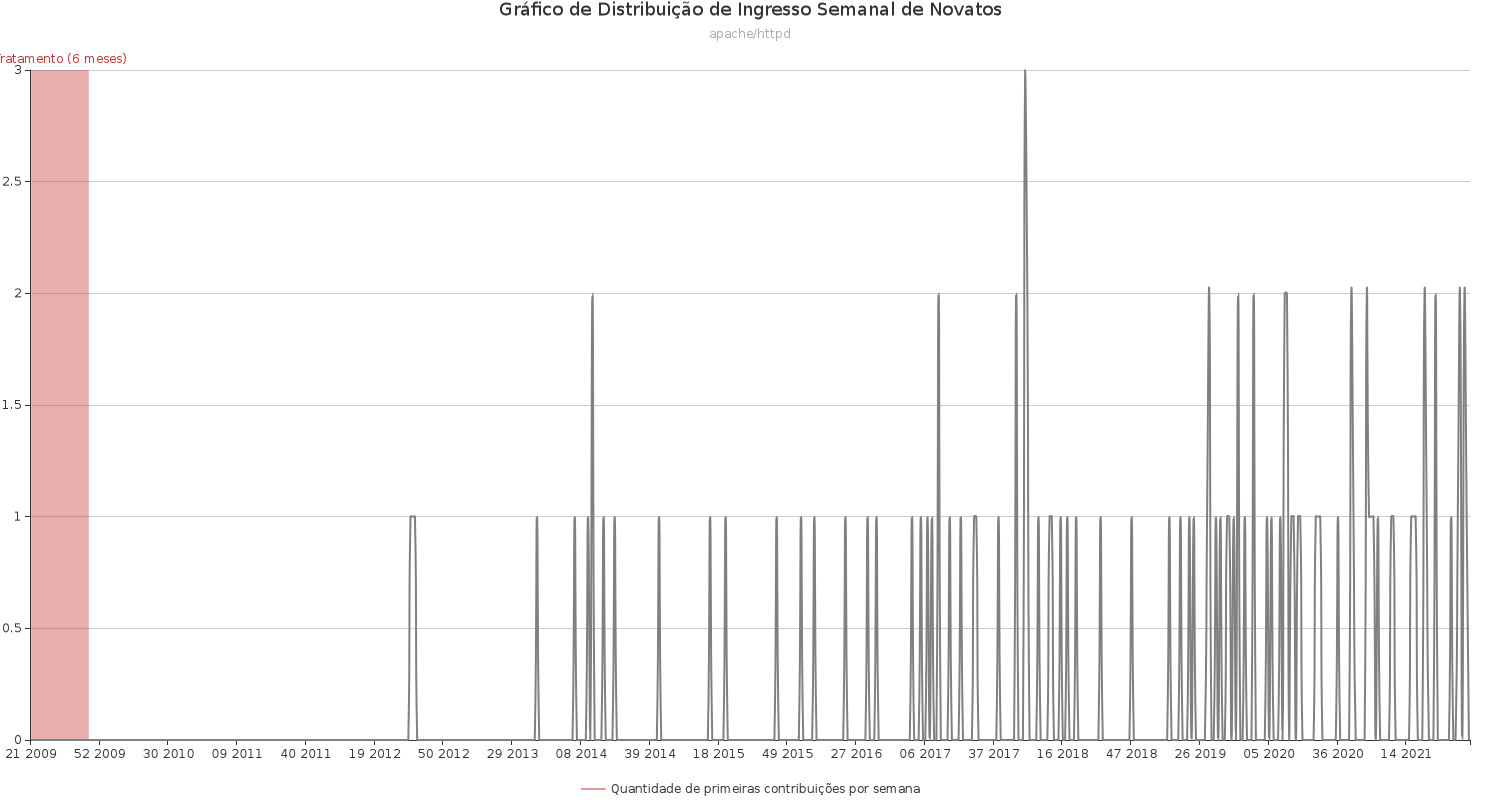 Gráfico de Distribuição de Ingresso Semanal de Novatos
apache/httpd
ratamento (6 meses)
3
2.5
2
1.5
1
0.5
0
21 2009 52 2009 30 2010 09 2011 40 2011 19 2012 50 2012 29 2013 08 2014 39 2014 18 2015 49 2015 27 2016 06 2017 37 2017 16 2018 47 2018 26 2019 05 2020 36 2020 14 2021
Quantidade de primeiras contribuições por semana